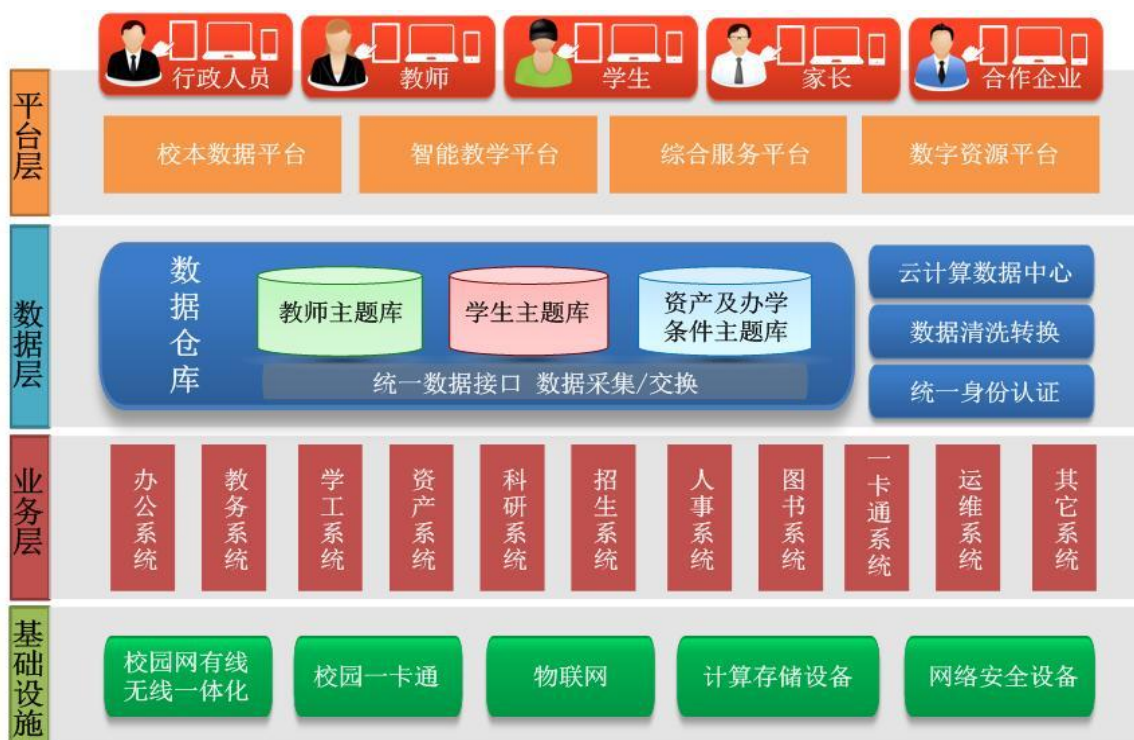 行政人员
教师
学生
家长
合作企业
平台层
校本数据平台
智能教学平台
综合服务平台
数字资源平台
数据层
数据仓库
教师主题库
学生主题库
资产及办学
条件主题库
统一数据接口 数据采集/交换
云计算数据中心
数据清洗转换
统一身份认证
业务层
办公系统
教务系统
学工系统
资产系统
科研系统
招生系统
人事系统
图书系统
一卡通系统
运维系统
其它系统
基础设施
校园网有线
无线一体化
校园一卡通
物联网
计算存储设备
网络安全设备